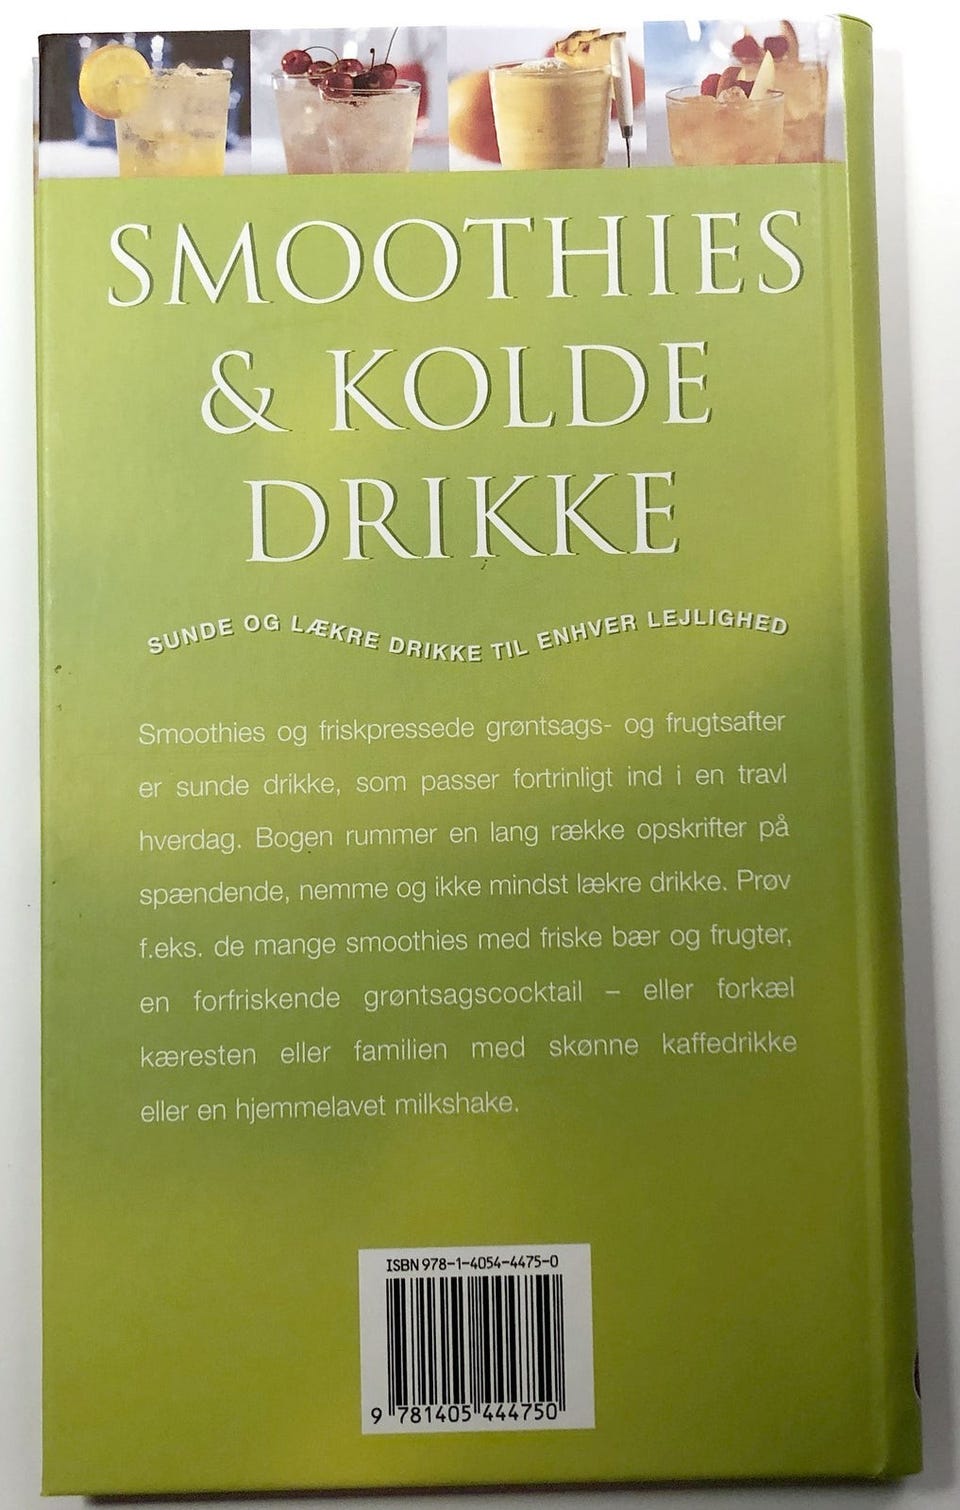 SMOOTHIES
& KOLDE
DRIKKE
SUNDE OG LÆKRE DRIKKE TIL ENHVER LEJLIGHED
Smoothies og friskpressede grøntsags- og frugtsafter
er sunde drikke, som passer fortrinligt ind i en travl
hverdag. Bogen rummer en lang række opskrifter på
spændende, nemme og ikke mindst lækre drikke. Prøv
f.eks. de mange smoothies med friske bær og frugter,
en forfriskende grøntsagscocktail – eller forkæl
kæresten eller familien med skønne kaffedrikke
eller en hjemmelavet milkshake.
ISBN 978-1-4054-4475-0
9 781405 444750